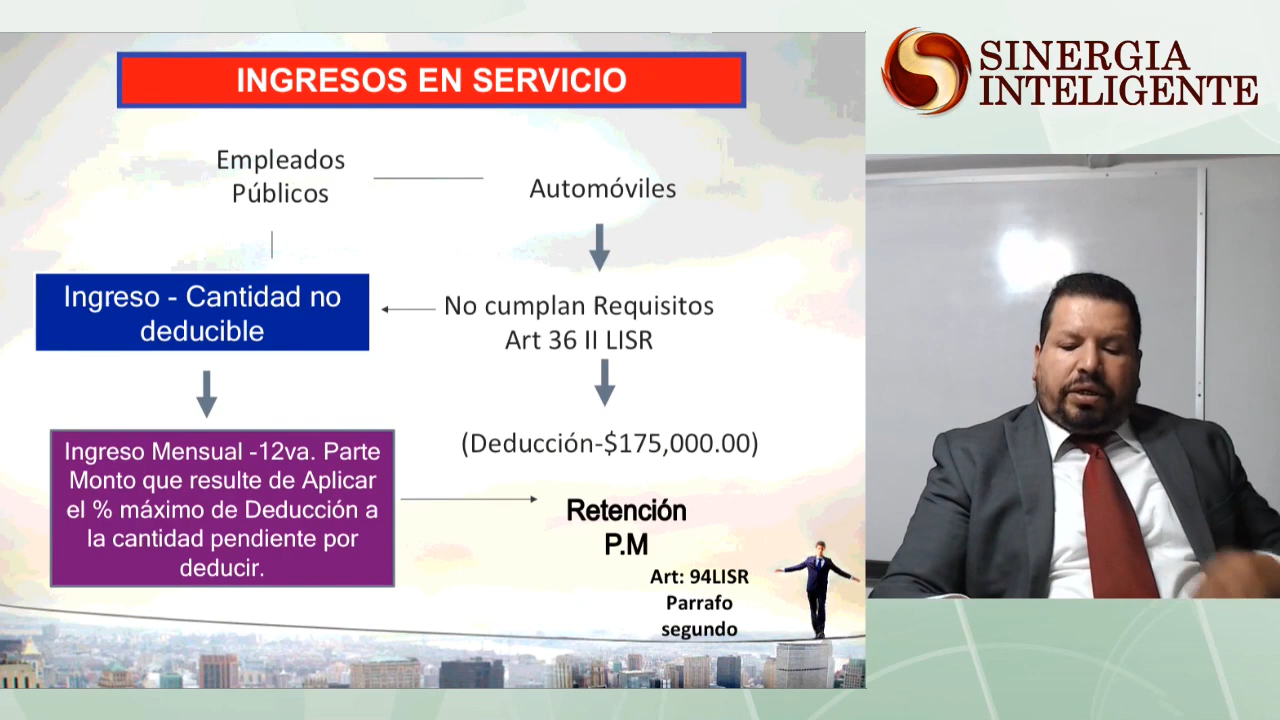 INGRESOS EN SERVICIO
SINERGIA
INTELIGENTE
Empleados
Públicos
Automóviles
Ingreso - Cantidad no
deducible
No cumplan Requisitos
Art 36 II LISR
(Deducción-$175,000.00)
Ingreso Mensual -12va. Parte
Monto que resulte de Aplicar
el % máximo de Deducción a
la cantidad pendiente por
deducir.
Retención
P.M
Art: 94LISR
Parrafo
segundo